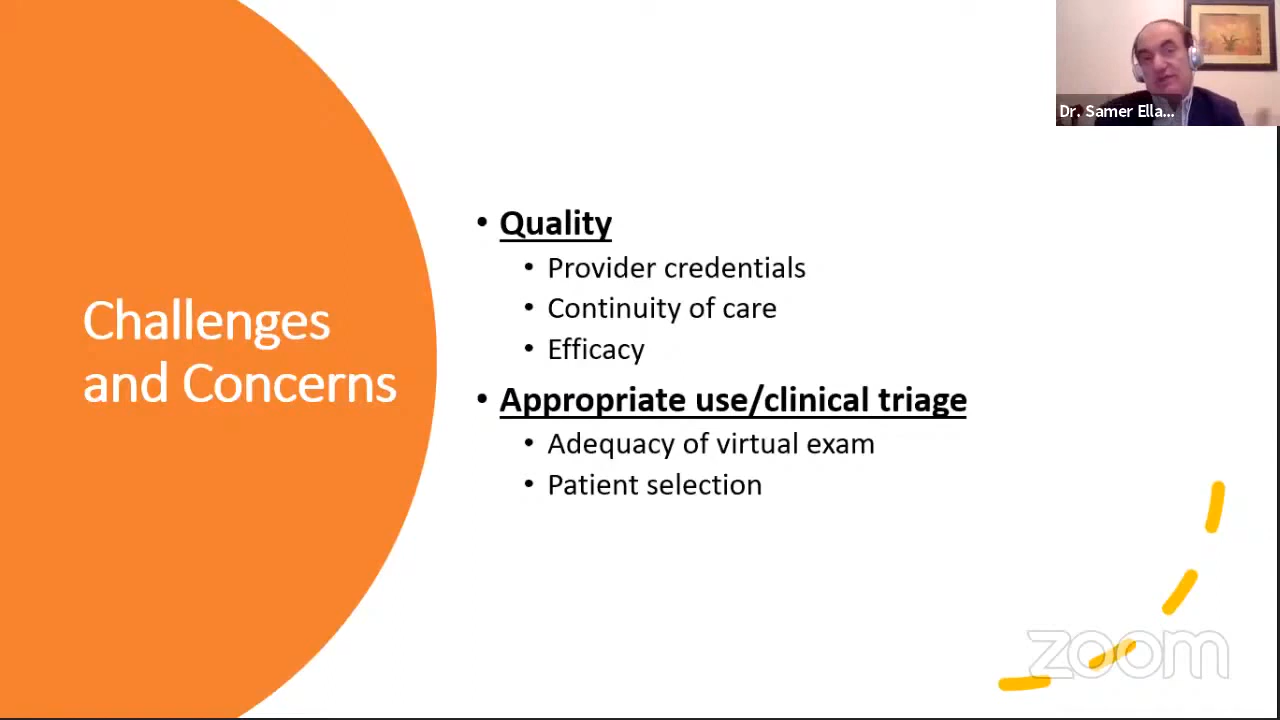 Dr. Samer Ella...
Quality
Provider credentials
Continuity of care
Efficacy
Challenges
and Concerns
Appropriate use/clinical triage
Adequacy of virtual exam
Patient selection
zoom